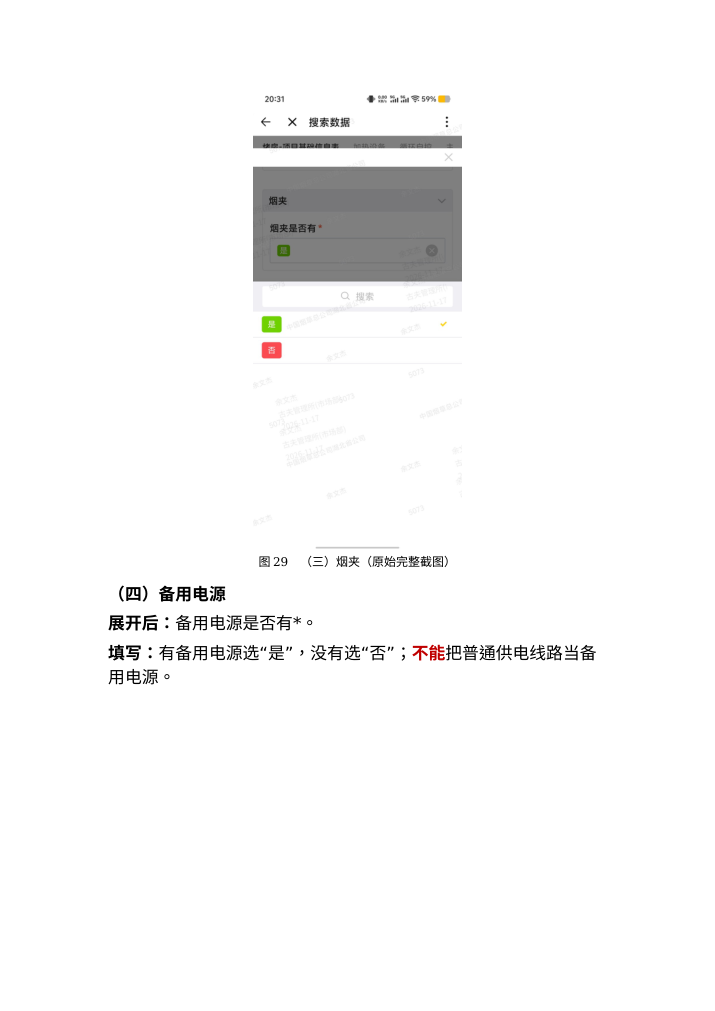 20:31
59%
搜索数据
烟夹
烟夹是否有*
是
搜索
是
否
图 29 （三）烟夹（原始完整截图）
（四）备用电源
展开后：备用电源是否有*。
填写：有备用电源选“是”，没有选“否”；不能把普通供电线路当备
用电源。